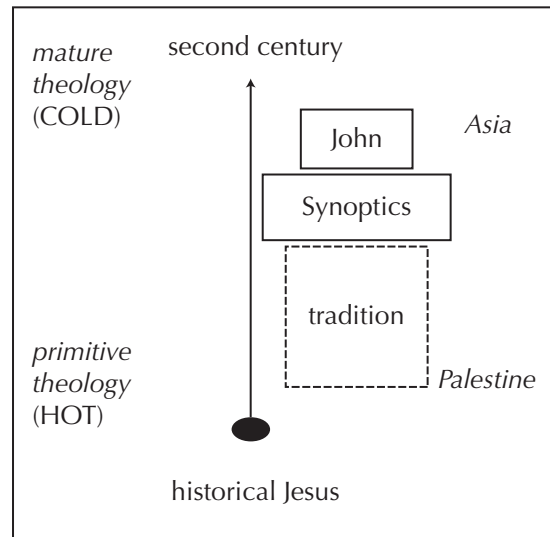 mature
theology
(COLD)
second century
John
Asia
Synoptics
tradition
primitive
theology
(HOT)
Palestine
historical Jesus